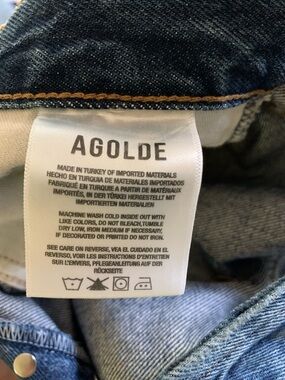 AGOLDE
MADE IN TURKEY OF IMPORTED MATERIALS
HECHO EN TURQUIA DE MATERIALES IMPORTADOS
FABRIQUÉ EN TURQUIE A PARTIR DE MATÉRIAUX
IMPORTÉS, IN DER TÜRKEI HERGESTELLT MIT
IMPORTIERTEN MATERIALIEN
MACHINE WASH COLD INSIDE OUT WITH
LIKE COLORS, DO NOT BLEACH,TUMBLE
DRY LOW, IRON MEDIUM IF NECESSARY,
IF DECORATED OR PRINTED DO NOT IRON.
SEE CARE ON REVERSE, VEA EL CUIDADO EN EL
REVERSO, VOIR LES INSTRUCTIONS D'ENTRETIEN
SUR L'ENVERS, PFLEGEANLEITUNG AUF DER
RÜCKSEITE